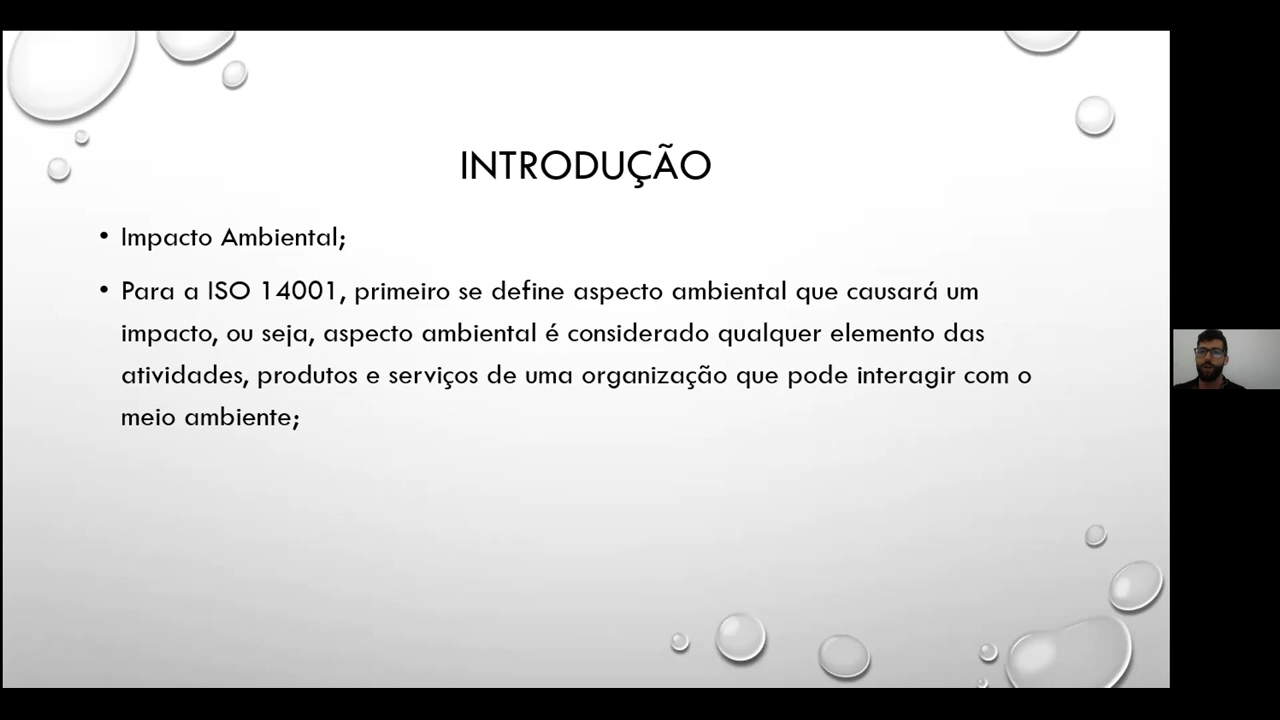 INTRODUÇÃO
• Impacto Ambiental;
• Para a ISO 14001, primeiro se define aspecto ambiental que causará um
impacto, ou seja, aspecto ambiental é considerado qualquer elemento das
atividades, produtos e serviços de uma organização que pode interagir com o
meio ambiente;